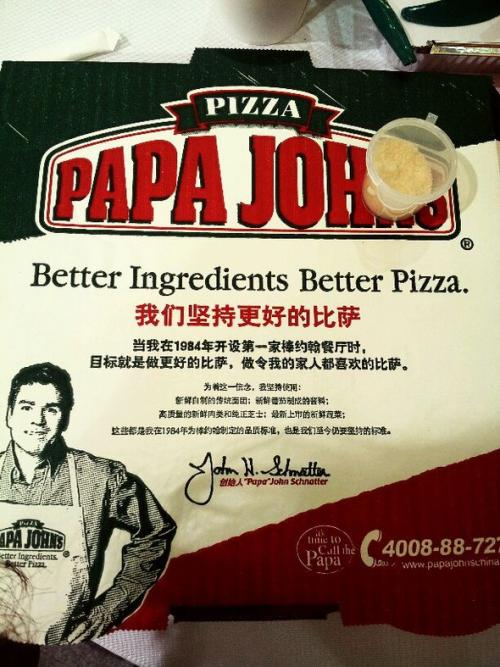 PIZZA
PAPA JOHNS
®
Better Ingredients Better Pizza.
我们坚持更好的比萨
当我在1984年开设第一家棒约翰餐厅时，
目标就是做更好的比萨，做令我的家人都喜欢的比萨。
为着这一信念，我坚持使用：
新鲜自制的传统面团；新鲜番茄制成的酱料；
高质量的新鲜肉类和纯正芝士；最新上市的新鲜蔬菜；
这些都是我在1984年为棒约翰制定的品质标准，也是我们至今仍要坚持的标准。
John H. Schnatter
创始人"Papa"John Schnatter
PIZZA
APA JOHNS
®
etter Ingredients.
Better Pizza.
it's
time to
Call the
Papa
4008-88-727
www.papajohnschina